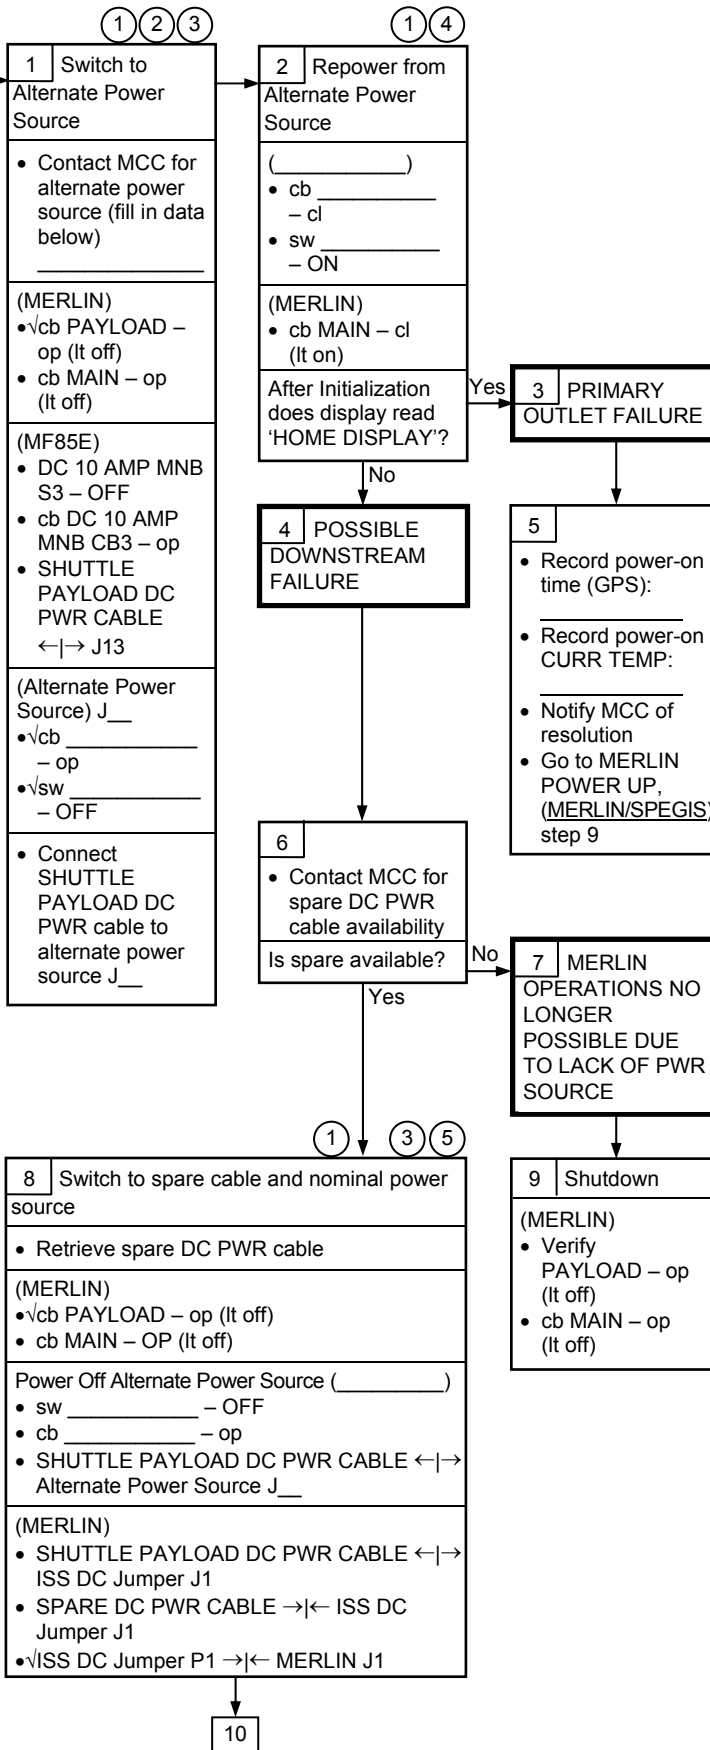 1 2 3
1 Switch to
Alternate Power
Source
• Contact MCC for
alternate power
source (fill in data
below)
_______________
(MERLIN)
•√cb PAYLOAD –
op (lt off)
• cb MAIN – op
(lt off)
(MF85E)
• DC 10 AMP MNB
S3 – OFF
• cb DC 10 AMP
MNB CB3 – op
• SHUTTLE
PAYLOAD DC
PWR CABLE
←|→ J13
(Alternate Power
Source) J__
•√cb ____________
– op
•√sw ____________
– OFF
• Connect
SHUTTLE
PAYLOAD DC
PWR cable to
alternate power
source J__
1 4
2 Repower from
Alternate Power
Source
(____________)
• cb ___________
– cl
• sw ___________
– ON
(MERLIN)
• cb MAIN – cl
(lt on)
After Initialization
does display read
‘HOME DISPLAY’?
Yes
No
3 PRIMARY
OUTLET FAILURE
4 POSSIBLE
DOWNSTREAM
FAILURE
5
• Record power-on
time (GPS):
_____________
• Record power-on
CURR TEMP:
_____________
• Notify MCC of
resolution
• Go to MERLIN
POWER UP,
(MERLIN/SPEGIS)
step 9
6
• Contact MCC for
spare DC PWR
cable availability
Is spare available?
No
Yes
7 MERLIN
OPERATIONS NO
LONGER
POSSIBLE DUE
TO LACK OF PWR
SOURCE
1 3 5
8 Switch to spare cable and nominal power
source
• Retrieve spare DC PWR cable
(MERLIN)
•√cb PAYLOAD – op (lt off)
• cb MAIN – OP (lt off)
Power Off Alternate Power Source (__________)
• sw ____________ – OFF
• cb ____________ – op
• SHUTTLE PAYLOAD DC PWR CABLE ←|→
Alternate Power Source J__
(MERLIN)
• SHUTTLE PAYLOAD DC PWR CABLE ←|→
ISS DC Jumper J1
• SPARE DC PWR CABLE →|← ISS DC
Jumper J1
•√ISS DC Jumper P1 →|← MERLIN J1
9 Shutdown
(MERLIN)
• Verify
PAYLOAD – op
(lt off)
• cb MAIN – op
(lt off)
10